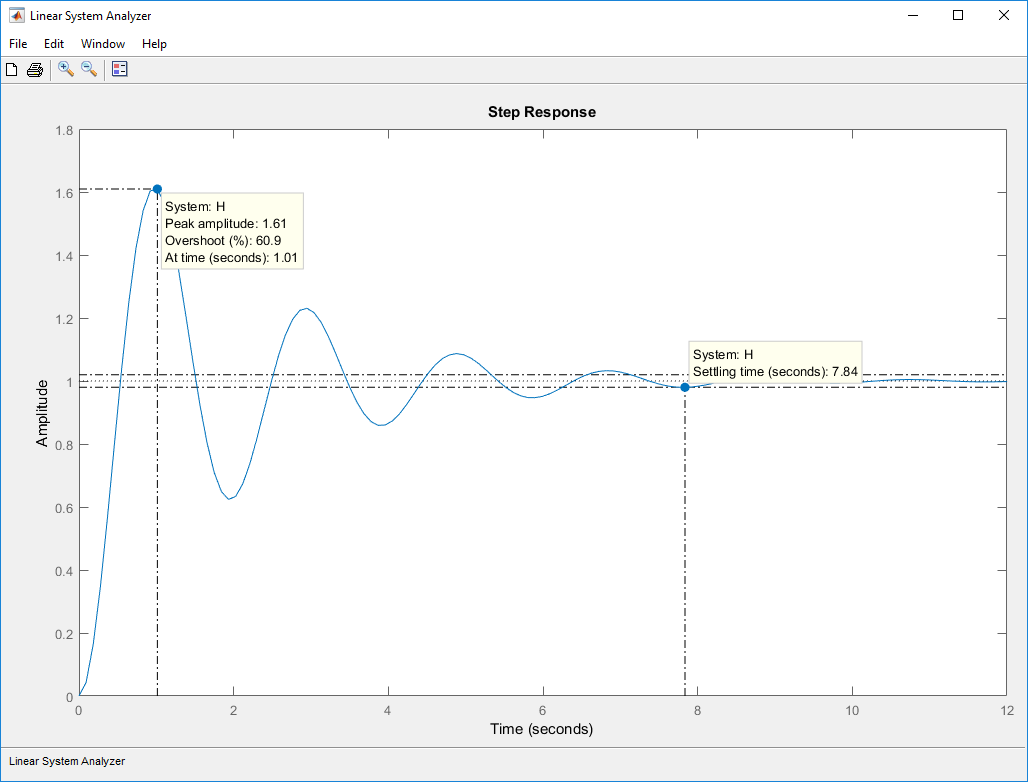 Linear System Analyzer
File Edit Window Help
Step Response
1.8
1.6
1.4
1.2
1
0.8
0.6
0.4
0.2
0
Amplitude
System: H
Peak amplitude: 1.61
Overshoot (%): 60.9
At time (seconds): 1.01
System: H
Settling time (seconds): 7.84
0 2 4 6 8 10 12
Time (seconds)
Linear System Analyzer